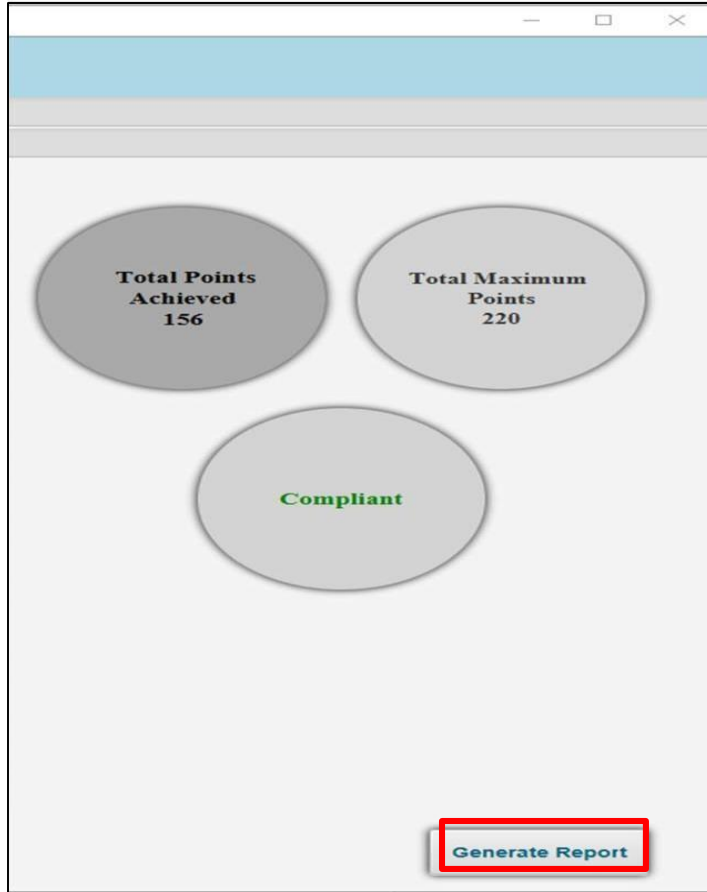 Total Points
Achieved
156
Total Maximum
Points
220
Compliant
Generate Report